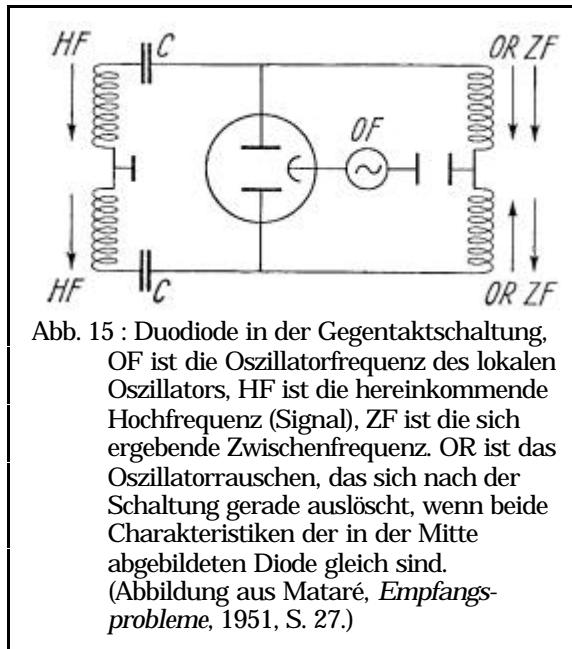 HF C OR ZF
OF
HF C OR ZF
Abb. 15 : Duodiode in der Gegentaktschaltung,
OF ist die Oszillatorfrequenz des lokalen
Oszillators, HF ist die hereinkommende
Hochfrequenz (Signal), ZF ist die sich
ergebende Zwischenfrequenz. OR ist das
Oszillatorrauschen, das sich nach der
Schaltung gerade auslöscht, wenn beide
Charakteristiken der in der Mitte
abgebildeten Diode gleich sind.
(Abbildung aus Mataré, Empfangs-
probleme, 1951, S. 27.)